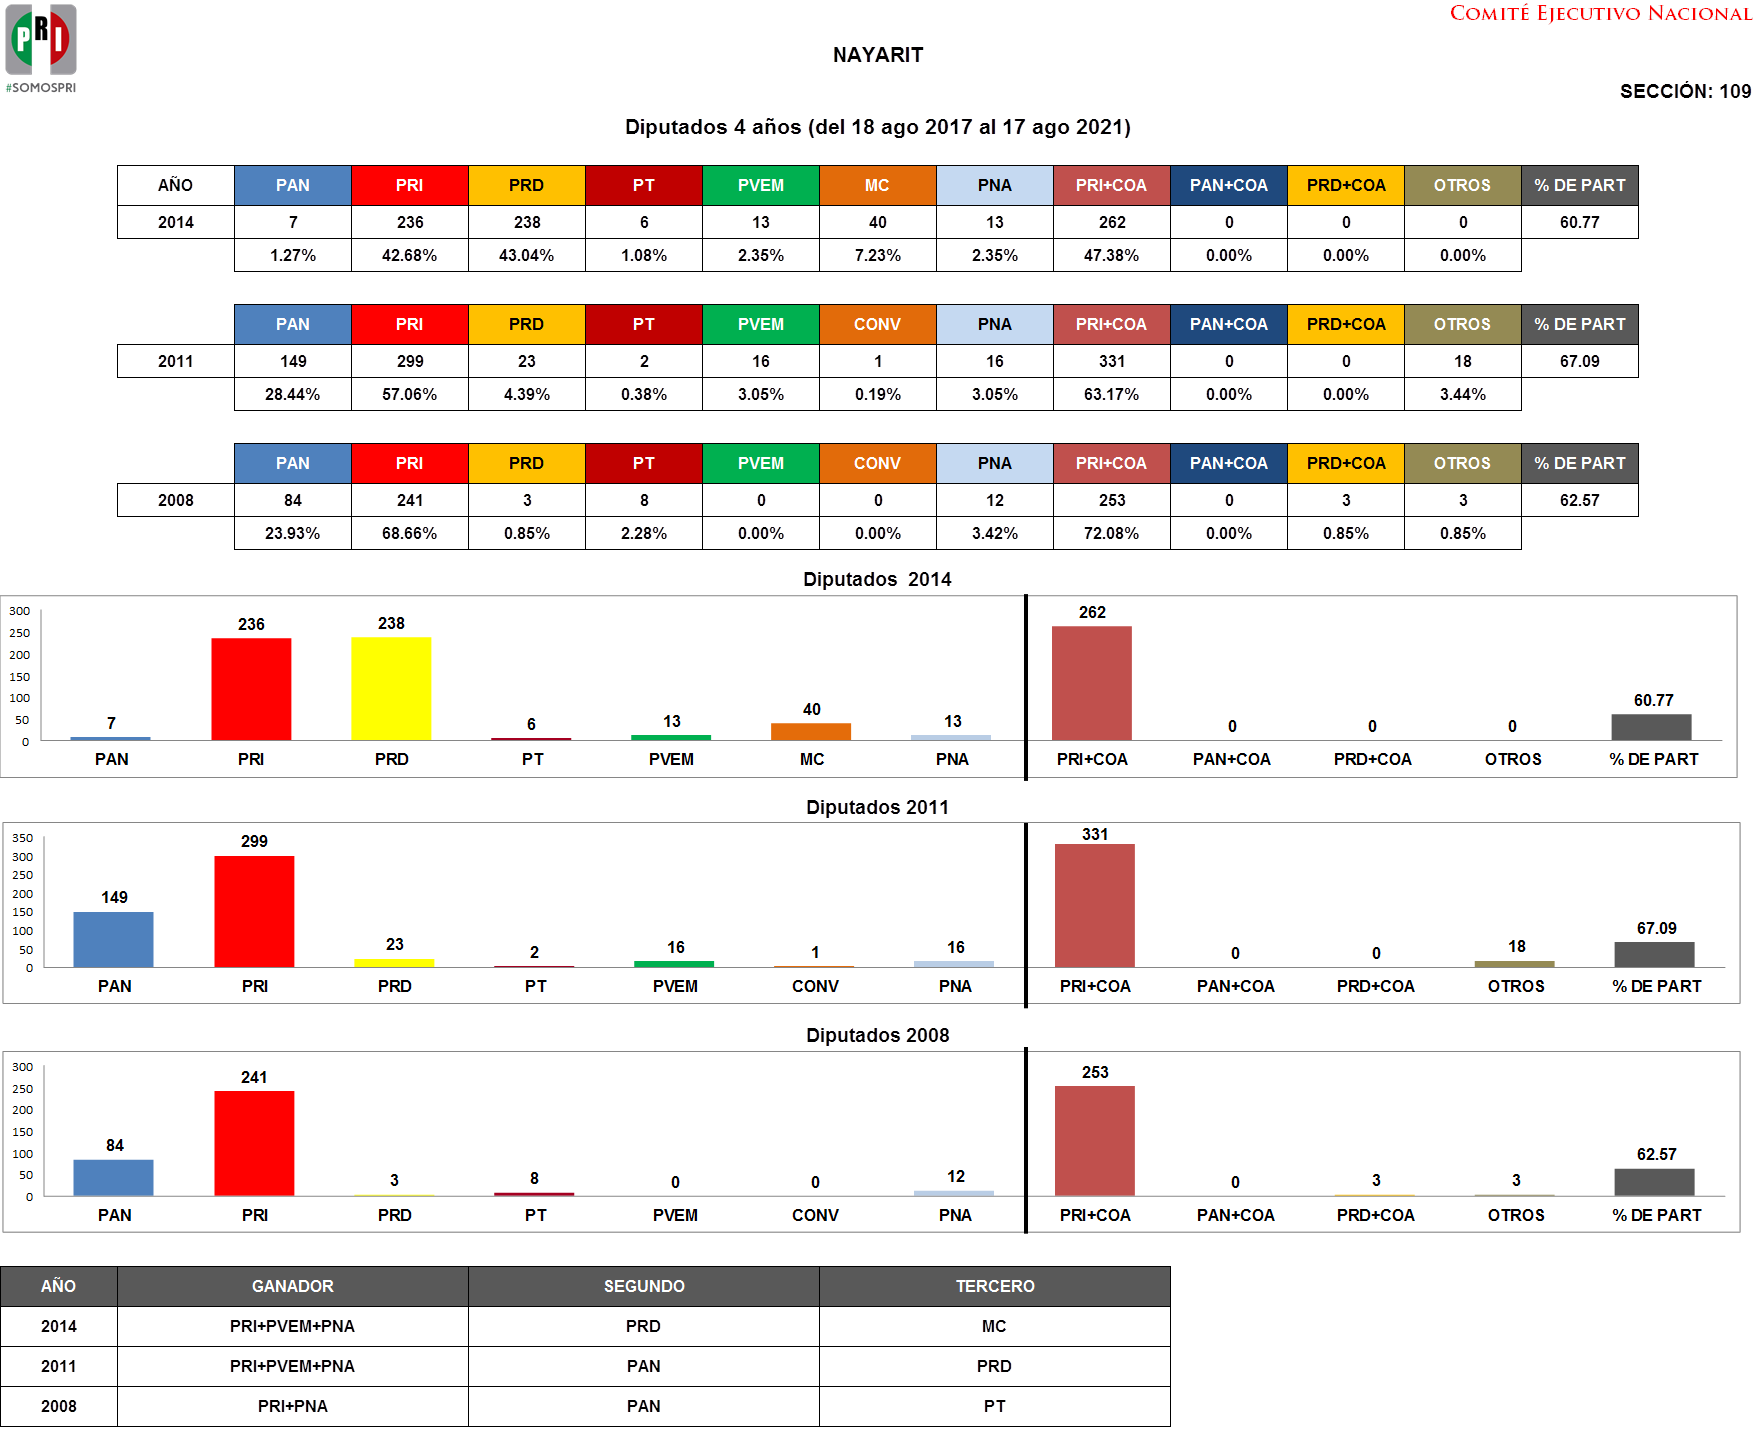 PRI
#SOMOSPRI
COMITÉ EJECUTIVO NACIONAL
NAYARIT
SECCIÓN: 109
Diputados 4 años (del 18 ago 2017 al 17 ago 2021)
AÑO PAN PRI PRD PT PVEM MC PNA PRI+COA PAN+COA PRD+COA OTROS % DE PART
2014 7 236 238 6 13 40 13 262 0 0 0 60.77
1.27% 42.68% 43.04% 1.08% 2.35% 7.23% 2.35% 47.38% 0.00% 0.00% 0.00%
PAN PRI PRD PT PVEM CONV PNA PRI+COA PAN+COA PRD+COA OTROS % DE PART
2011 149 299 23 2 16 1 16 331 0 0 18 67.09
28.44% 57.06% 4.39% 0.38% 3.05% 0.19% 3.05% 63.17% 0.00% 0.00% 3.44%
PAN PRI PRD PT PVEM CONV PNA PRI+COA PAN+COA PRD+COA OTROS % DE PART
2008 84 241 3 8 0 0 12 253 0 3 3 62.57
23.93% 68.66% 0.85% 2.28% 0.00% 0.00% 3.42% 72.08% 0.00% 0.85% 0.85%
Diputados 2014
300
250
200
150
100
50
0
7 236 238 6 13 40 13 262 0 0 0 60.77
PAN PRI PRD PT PVEM MC PNA PRI+COA PAN+COA PRD+COA OTROS % DE PART
Diputados 2011
350
300
250
200
150
100
50
0
149 299 23 2 16 1 16 331 0 0 18 67.09
PAN PRI PRD PT PVEM CONV PNA PRI+COA PAN+COA PRD+COA OTROS % DE PART
Diputados 2008
300
250
200
150
100
50
0
84 241 3 8 0 0 12 253 0 3 3 62.57
PAN PRI PRD PT PVEM CONV PNA PRI+COA PAN+COA PRD+COA OTROS % DE PART
AÑO GANADOR SEGUNDO TERCERO
2014 PRI+PVEM+PNA PRD MC
2011 PRI+PVEM+PNA PAN PRD
2008 PRI+PNA PAN PT